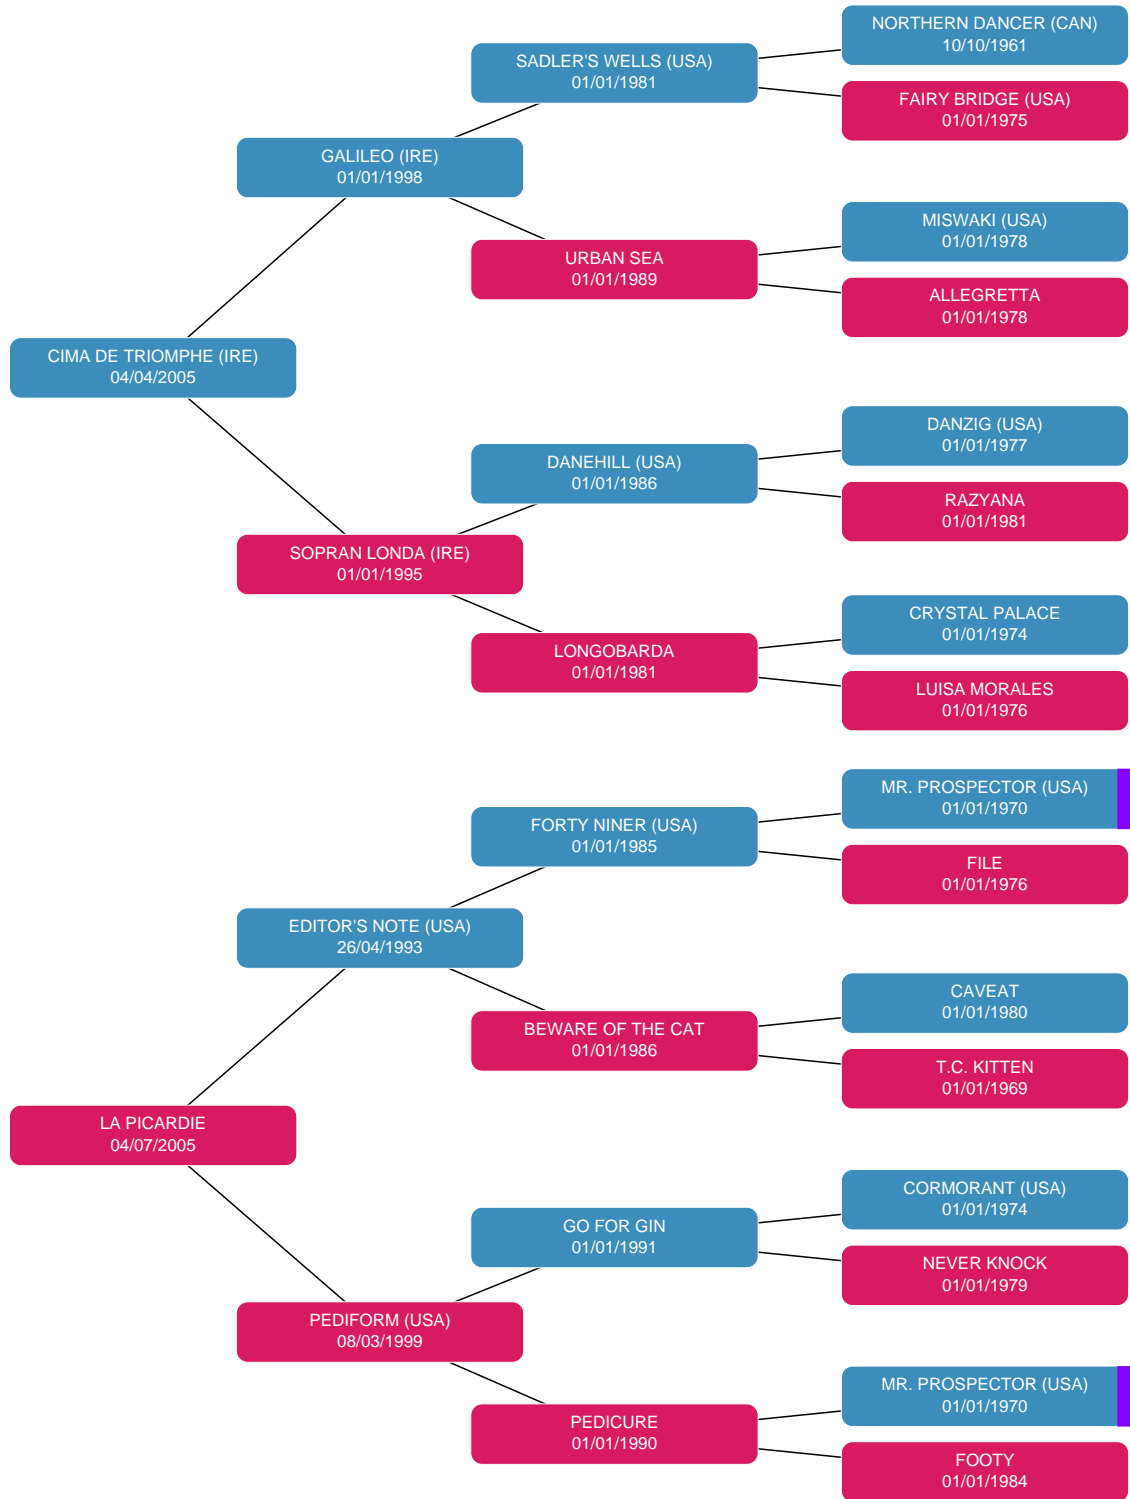 NORTHERN DANCER (CAN)
10/10/1961
SADLER'S WELLS (USA)
01/01/1981
FAIRY BRIDGE (USA)
01/01/1975
GALILEO (IRE)
01/01/1998
MISWAKI (USA)
01/01/1978
URBAN SEA
01/01/1989
ALLEGRETTA
01/01/1978
CIMA DE TRIOMPHE (IRE)
04/04/2005
DANZIG (USA)
01/01/1977
DANEHILL (USA)
01/01/1986
RAZYANA
01/01/1981
SOPRAN LONDA (IRE)
01/01/1995
CRYSTAL PALACE
01/01/1974
LONGOBARDA
01/01/1981
LUISA MORALES
01/01/1976
MR. PROSPECTOR (USA)
01/01/1970
FORTY NINER (USA)
01/01/1985
FILE
01/01/1976
EDITOR'S NOTE (USA)
26/04/1993
CAVEAT
01/01/1980
BEWARE OF THE CAT
01/01/1986
T.C. KITTEN
01/01/1969
LA PICARDIE
04/07/2005
CORMORANT (USA)
01/01/1974
GO FOR GIN
01/01/1991
NEVER KNOCK
01/01/1979
PEDIFORM (USA)
08/03/1999
MR. PROSPECTOR (USA)
01/01/1970
PEDICURE
01/01/1990
FOOTY
01/01/1984